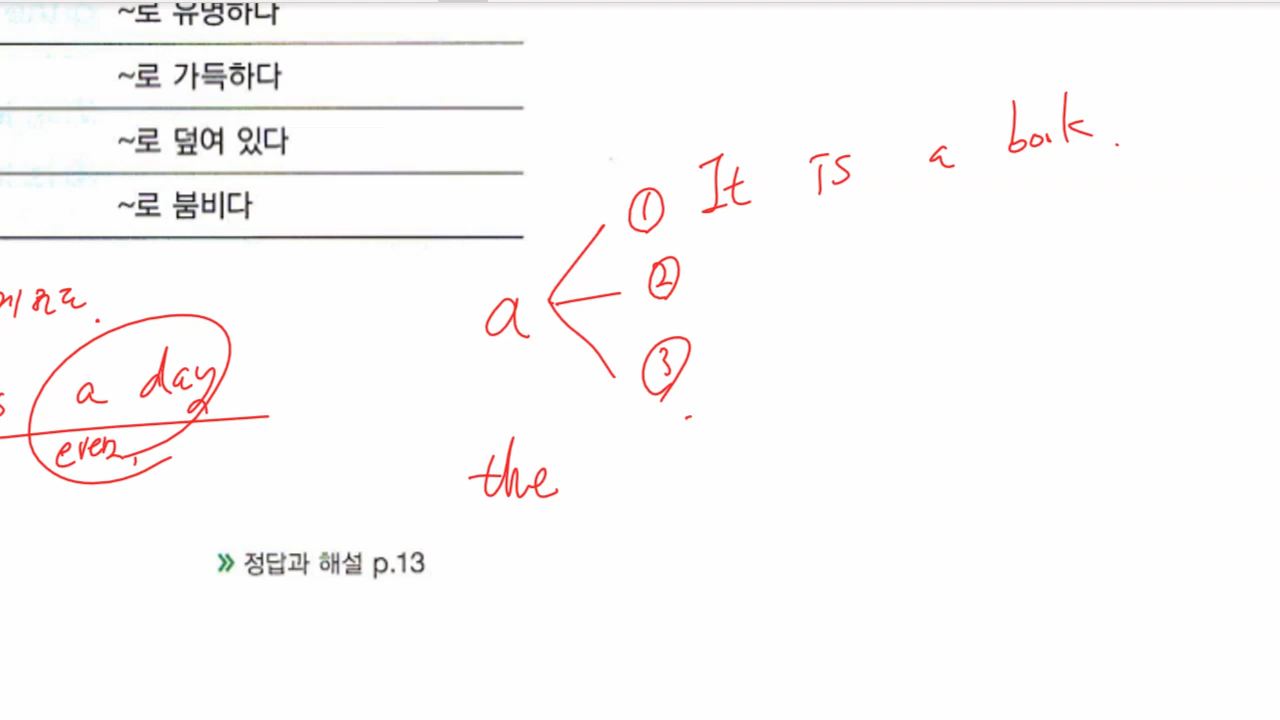 ~로 유명하다
~로 가득하다
~로 덮여 있다
~로 붐비다
① It is a book.
②
a
③
a day
every
the
» 정답과 해설 p.13